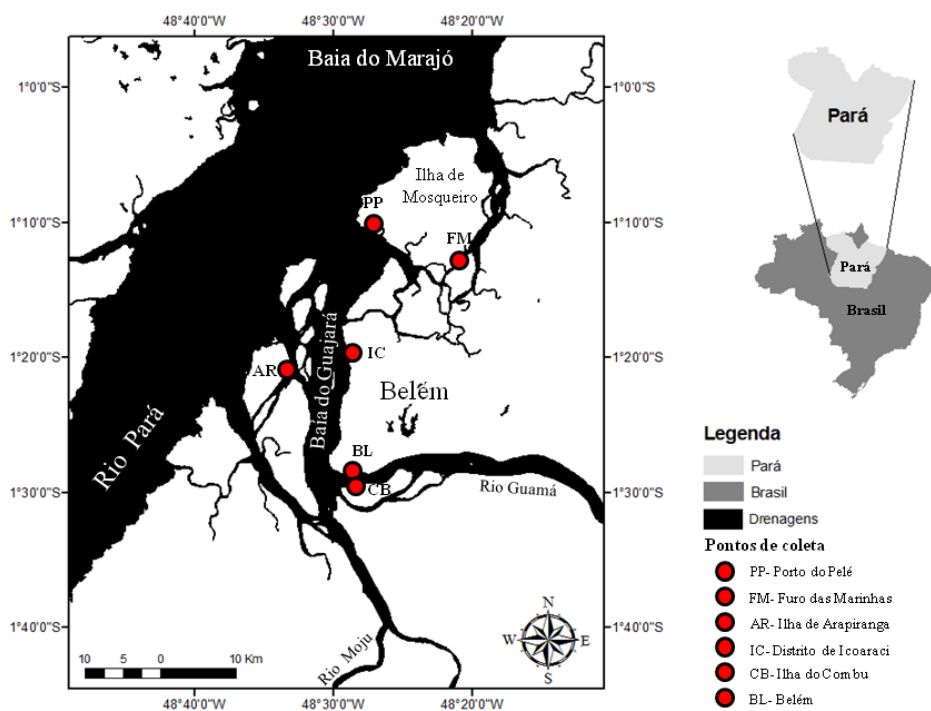 48°40'0"W 48°30'0"W 48°20'0"W
Baia do Marajó
1°0'0"S 1°0'0"S
Ilha de
Mosqueiro
PP
1°10'0"S 1°10'0"S
FM
Baia do Guajará
1°20'0"S 1°20'0"S
IC
AR
Belém
Rio Pará
BL
CB
Rio Guamá
1°30'0"S 1°30'0"S
1°40'0"S 1°40'0"S
Rio Moju
N
W E
S
10 5 0 10 Km
48°40'0"W 48°30'0"W 48°20'0"W
Pará
Pará
Brasil
Legenda
Pará
Brasil
Drenagens
Pontos de coleta
PP- Porto do Pelé
FM- Furo das Marinhas
AR- Ilha de Arapiranga
IC- Distrito de Icoaraci
CB- Ilha do Combu
BL- Belém